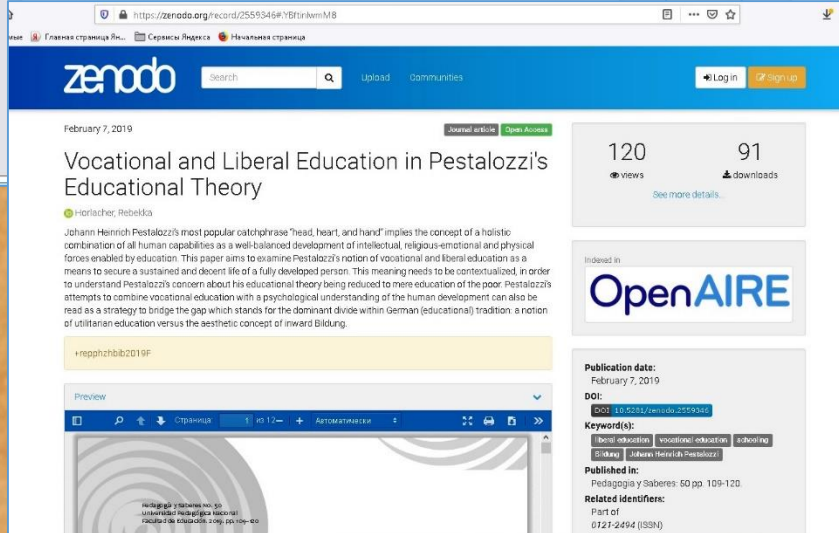 https://zenodo.org/record/2559346#.YBftinIwmM8
Главная страница Ян... Сервисы Яндекса Начальная страница
zenodo
Search
Upload Communities
Log in
Sign up
February 7, 2019
Journal article Open Access
Vocational and Liberal Education in Pestalozzi's
Educational Theory
Horlacher, Rebekka
Johann Heinrich Pestalozzi's most popular catchphrase "head, heart, and hand" implies the concept of a holistic
combination of all human capabilities as a well-balanced development of intellectual, religious-emotional and physical
forces enabled by education. This paper aims to examine Pestalozzi's notion of vocational and liberal education as a
means to secure a sustained and decent life of a fully developed person. This meaning needs to be contextualized, in order
to understand Pestalozzi's concern about his educational theory being reduced to mere education of the poor. Pestalozzi's
attempts to combine vocational education with a psychological understanding of the human development can also be
read as a strategy to bridge the gap which stands for the dominant divide within German (educational) tradition: a notion
of utilitarian education versus the aesthetic concept of inward Bildung.
+repphzhbib2019F
Preview
Страница: 1 из 12 Автоматически
Pedagogía y Saberes No. 50
Universidad Pedagógica Nacional
Facultad de Educación. 2019. pp. 109–120
120 91
views downloads
See more details...
Indexed in
OpenAIRE
Publication date:
February 7, 2019
DOI:
DOI 10.5281/zenodo.2559346
Keyword(s):
liberal education vocational education schooling
Bildung Johann Heinrich Pestalozzi
Published in:
Pedagogia y Saberes: 50 pp. 109-120.
Related identifiers:
Part of
0121-2494 (ISSN)